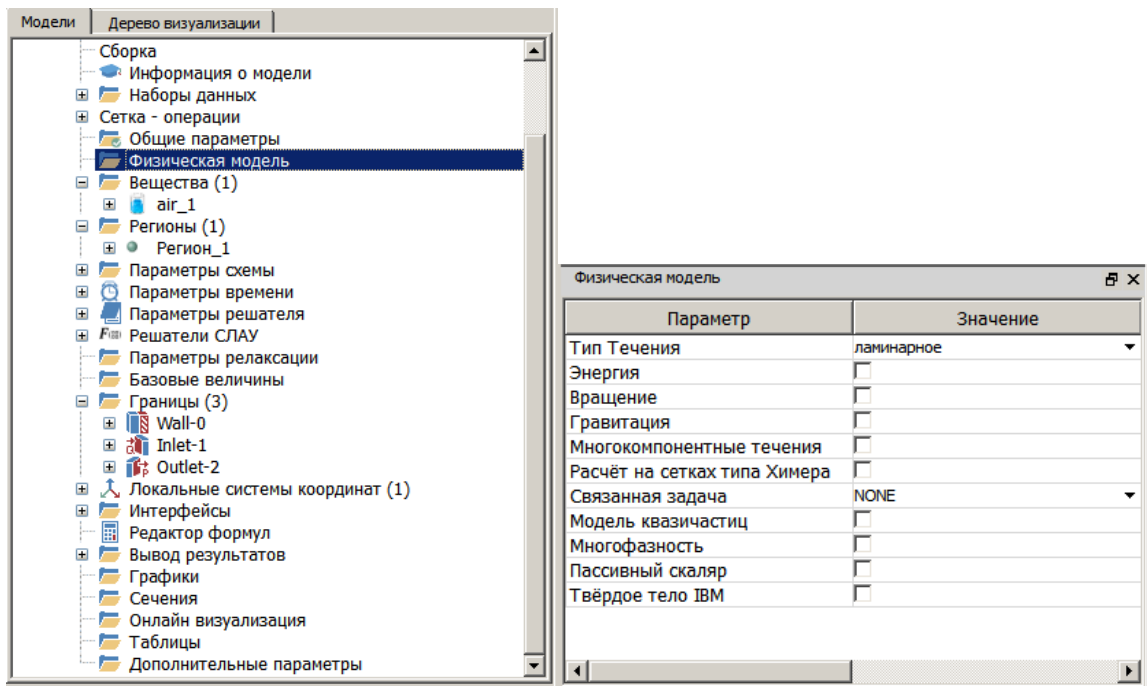 Модели
Дерево визуализации
Сборка
Информация о модели
Наборы данных
Сетка - операции
Общие параметры
Физическая модель
Вещества (1)
air_1
Регионы (1)
Регион_1
Параметры схемы
Параметры времени
Параметры решателя
Решатели СЛАУ
Параметры релаксации
Базовые величины
Границы (3)
Wall-0
Inlet-1
Outlet-2
Локальные системы координат (1)
Интерфейсы
Редактор формул
Вывод результатов
Графики
Сечения
Онлайн визуализация
Таблицы
Дополнительные параметры
Физическая модель
Параметр Значение
Тип Течения ламинарное
Энергия
Вращение
Гравитация
Многокомпонентные течения
Расчёт на сетках типа Химера
Связанная задача NONE
Модель квазичастиц
Многофазность
Пассивный скаляр
Твёрдое тело IBM